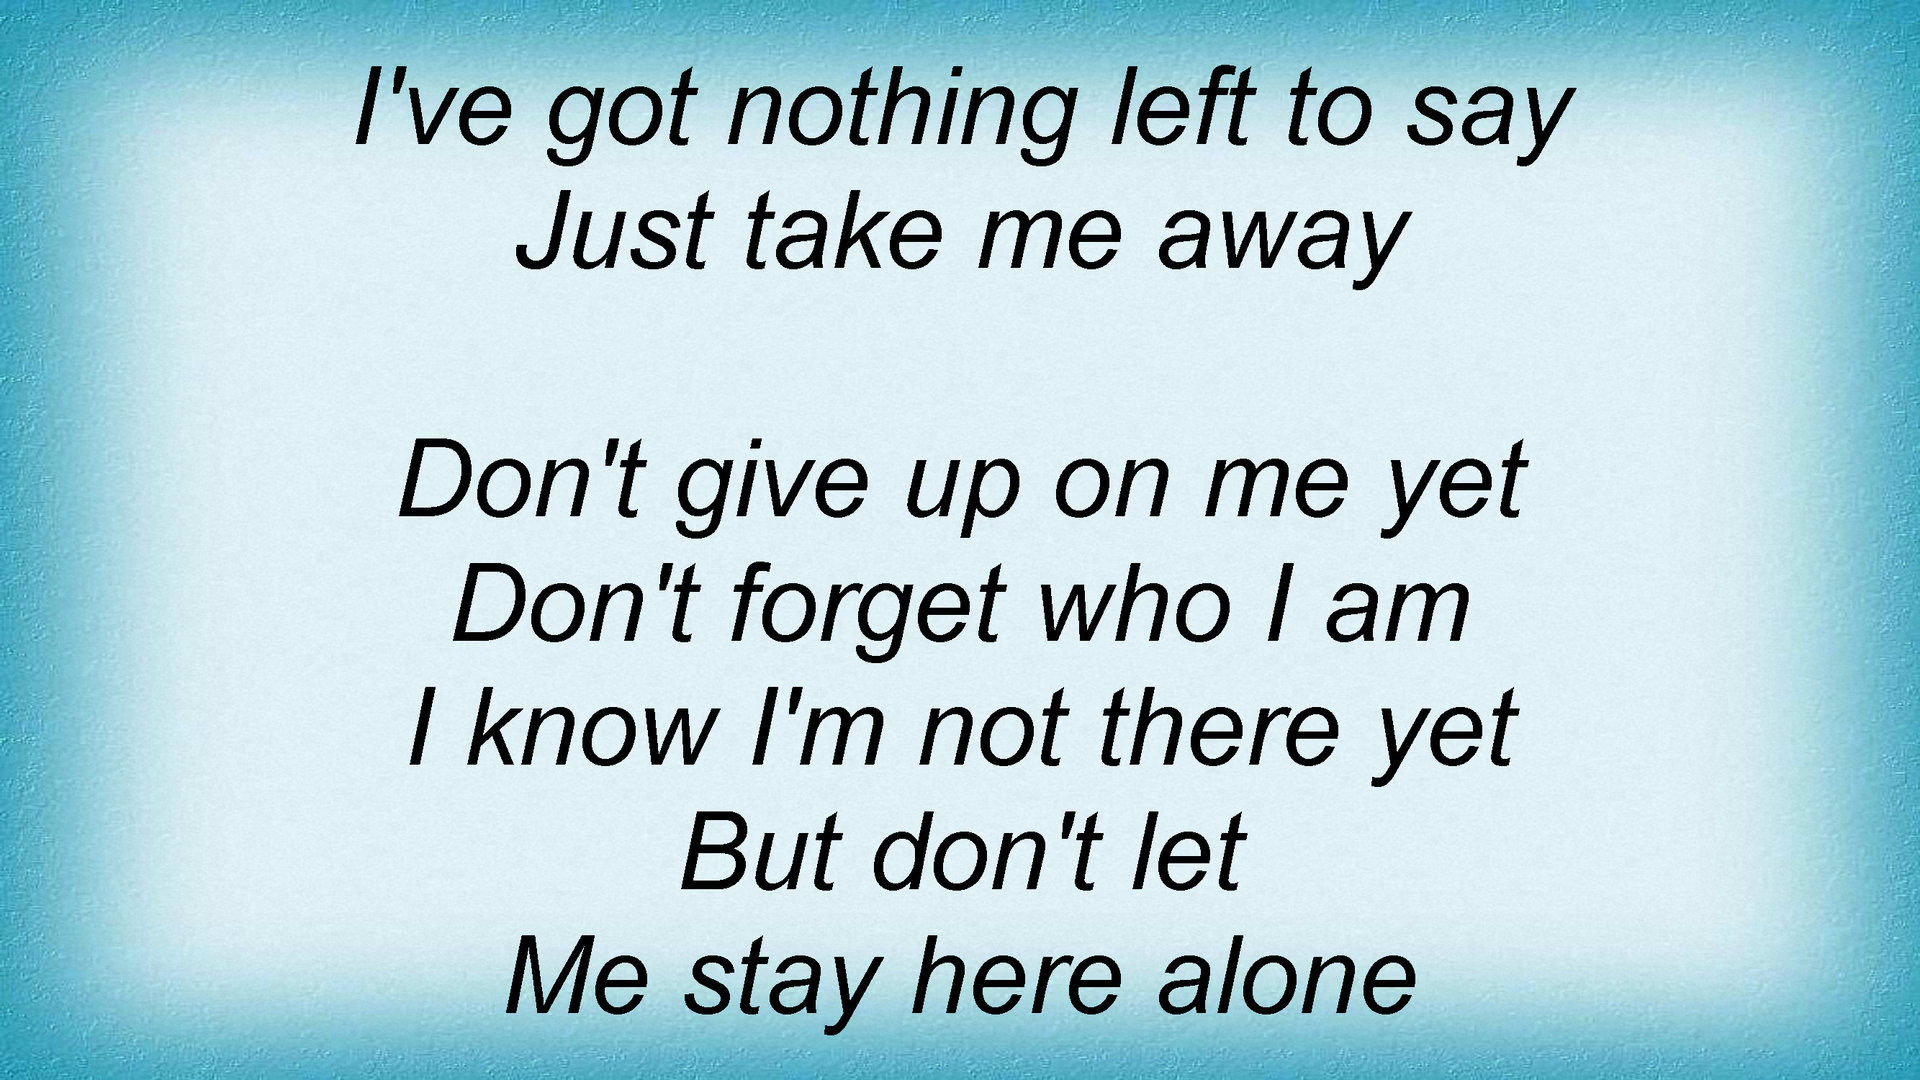 I've got nothing left to say
Just take me away
Don't give up on me yet
Don't forget who I am
I know I'm not there yet
But don't let
Me stay here alone